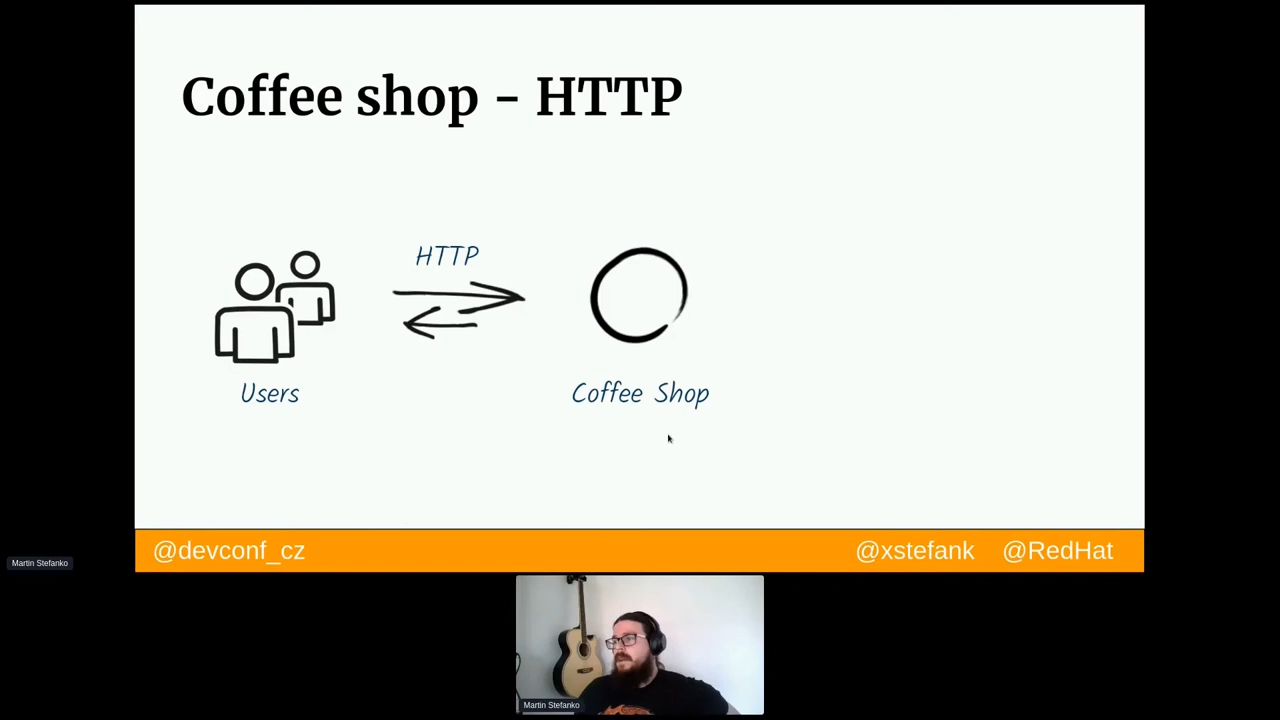 Coffee shop - HTTP
HTTP
Users
Coffee Shop
@devconf_cz
@xstefank @RedHat
Martin Stefanko
Martin Stefanko